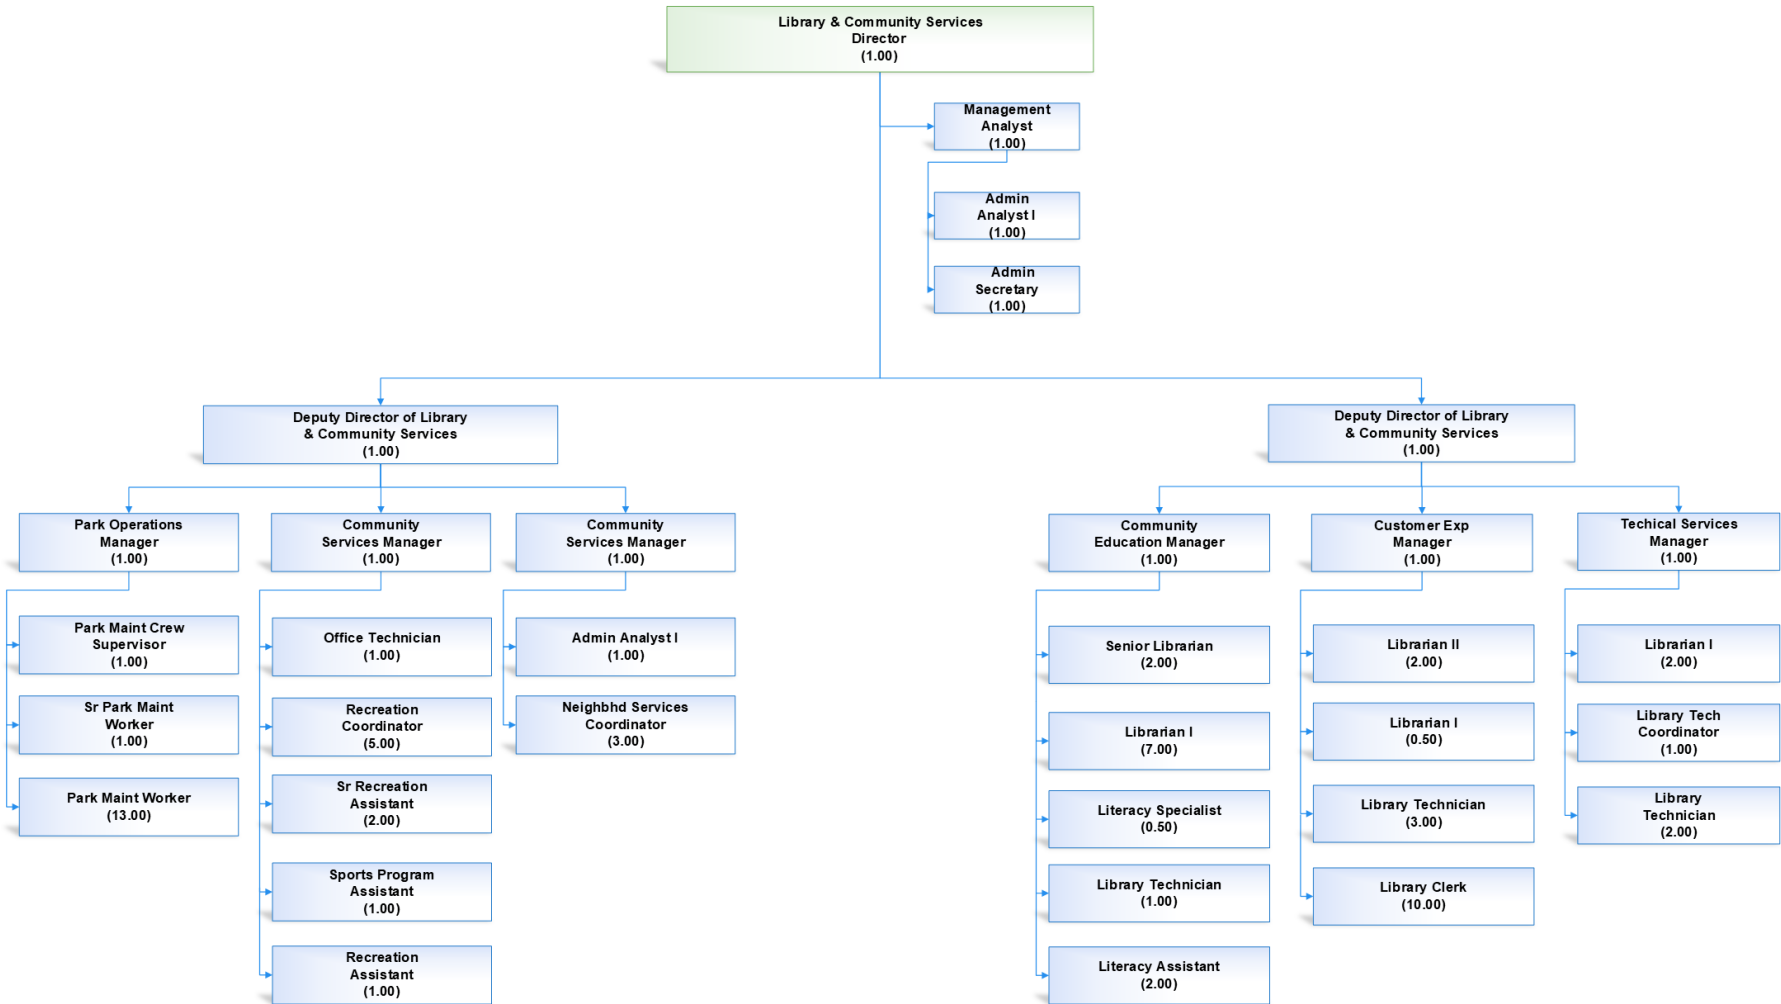 Library & Community Services
Director
(1.00)
Management
Analyst
(1.00)
Admin
Analyst I
(1.00)
Admin
Secretary
(1.00)
Deputy Director of Library
& Community Services
(1.00)
Park Operations
Manager
(1.00)
Park Maint Crew
Supervisor
(1.00)
Sr Park Maint
Worker
(1.00)
Park Maint Worker
(13.00)
Community
Services Manager
(1.00)
Office Technician
(1.00)
Recreation
Coordinator
(5.00)
Sr Recreation
Assistant
(2.00)
Sports Program
Assistant
(1.00)
Recreation
Assistant
(1.00)
Community
Services Manager
(1.00)
Admin Analyst I
(1.00)
Neighbhd Services
Coordinator
(3.00)
Deputy Director of Library
& Community Services
(1.00)
Community
Education Manager
(1.00)
Senior Librarian
(2.00)
Librarian I
(7.00)
Literacy Specialist
(0.50)
Library Technician
(1.00)
Literacy Assistant
(2.00)
Customer Exp
Manager
(1.00)
Librarian II
(2.00)
Librarian I
(0.50)
Library Technician
(3.00)
Library Clerk
(10.00)
Techical Services
Manager
(1.00)
Librarian I
(2.00)
Library Tech
Coordinator
(1.00)
Library
Technician
(2.00)